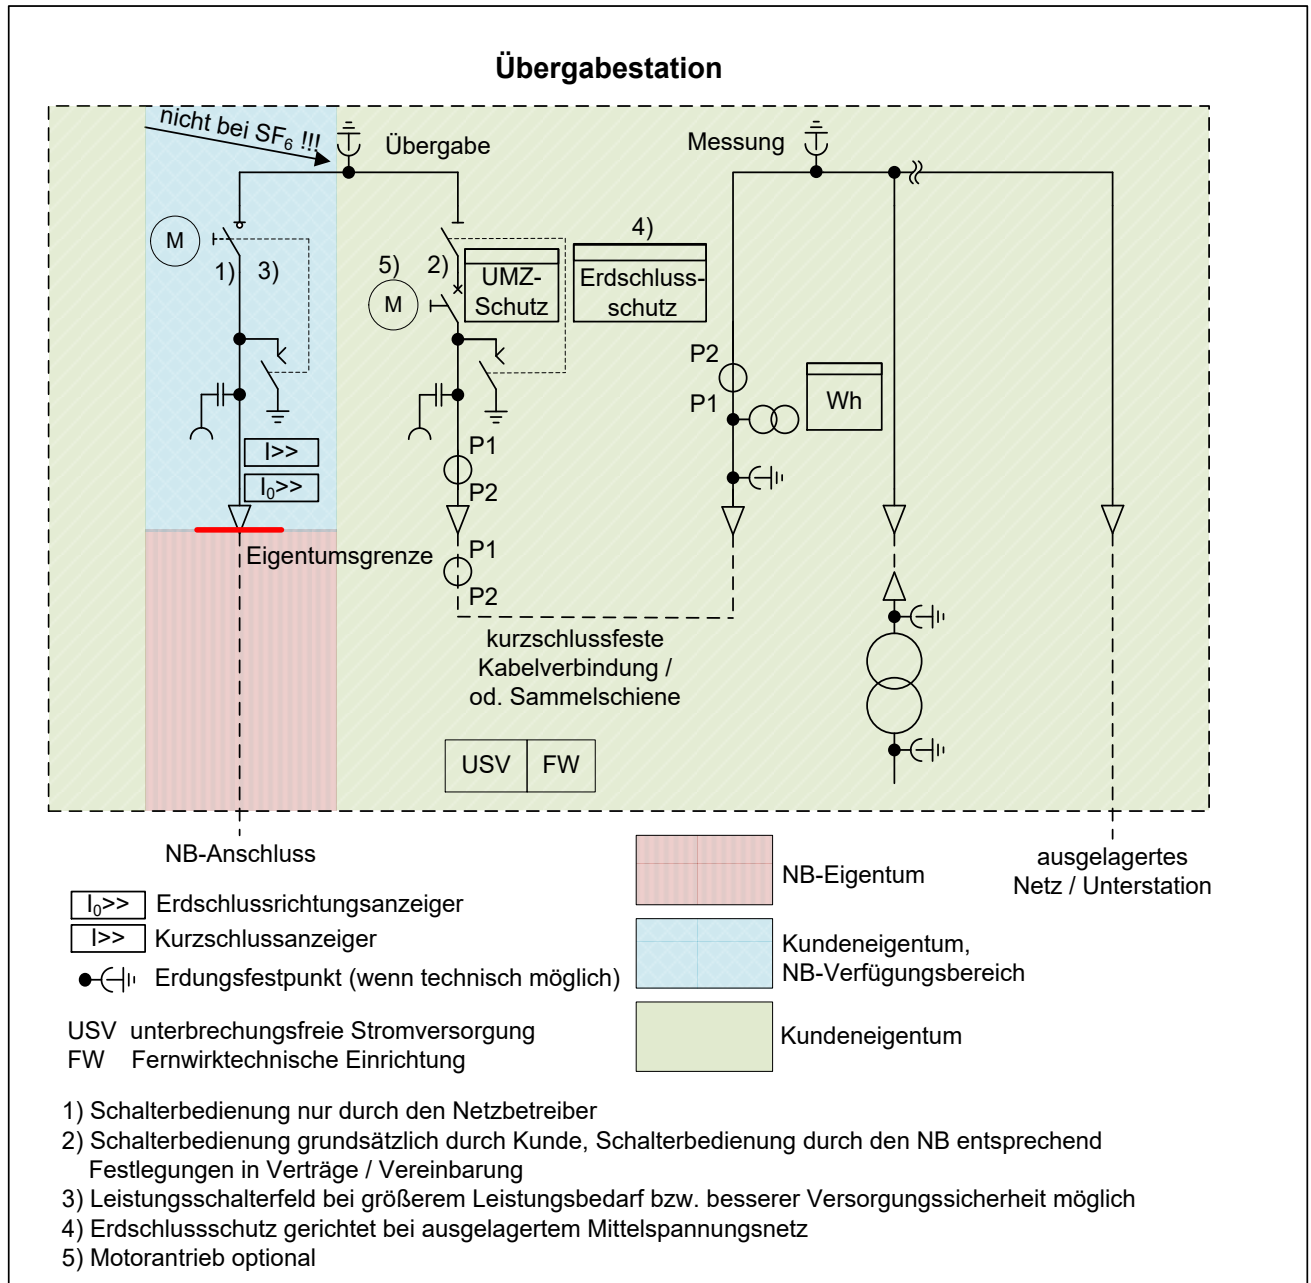 Übergabestation
nicht bei SF₆ !!!
Übergabe
Messung
M
1)
3)
5)
2)
M
UMZ-
Schutz
4)
Erdschluss-
schutz
P2
P1
Wh
I>>
I₀>>
P1
P2
Eigentumsgrenze
P1
P2
kurzschlussfeste
Kabelverbindung /
od. Sammelschiene
USV
FW
NB-Anschluss
ausgelagertes
Netz / Unterstation
I₀>> Erdschlussrichtungsanzeiger
I>> Kurzschlussanzeiger
Erdungsfestpunkt (wenn technisch möglich)
USV unterbrechungsfreie Stromversorgung
FW Fernwirktechnische Einrichtung
NB-Eigentum
Kundeneigentum,
NB-Verfügungsbereich
Kundeneigentum
1) Schalterbedienung nur durch den Netzbetreiber
2) Schalterbedienung grundsätzlich durch Kunde, Schalterbedienung durch den NB entsprechend
Festlegungen in Verträge / Vereinbarung
3) Leistungsschalterfeld bei größerem Leistungsbedarf bzw. besserer Versorgungssicherheit möglich
4) Erdschlussschutz gerichtet bei ausgelagertem Mittelspannungsnetz
5) Motorantrieb optional